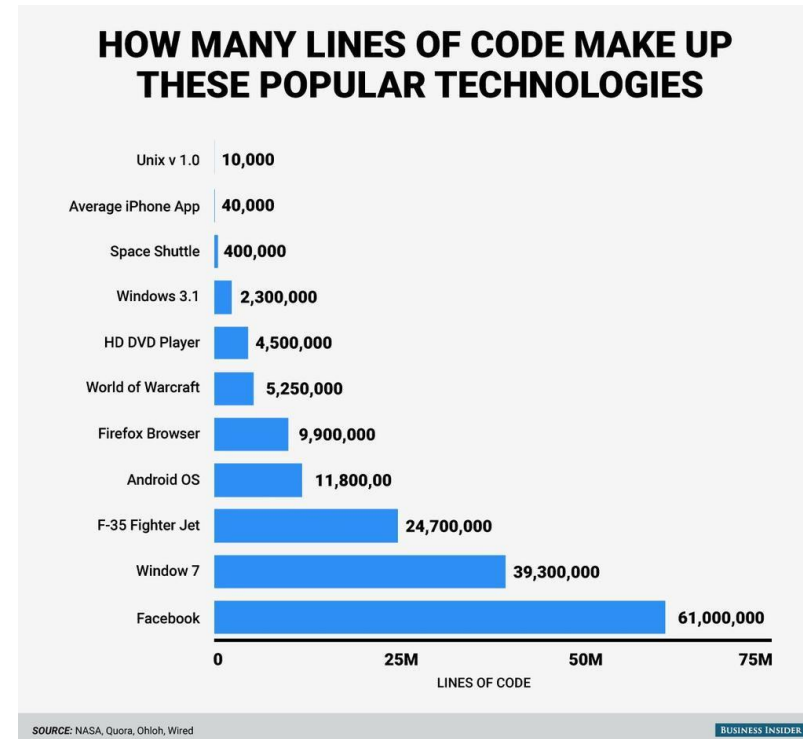 HOW MANY LINES OF CODE MAKE UP
THESE POPULAR TECHNOLOGIES
Unix v 1.0 10,000
Average iPhone App 40,000
Space Shuttle 400,000
Windows 3.1 2,300,000
HD DVD Player 4,500,000
World of Warcraft 5,250,000
Firefox Browser 9,900,000
Android OS 11,800,00
F-35 Fighter Jet 24,700,000
Window 7 39,300,000
Facebook 61,000,000
0 25M 50M 75M
LINES OF CODE
SOURCE: NASA, Quora, Ohloh, Wired BUSINESS INSIDER